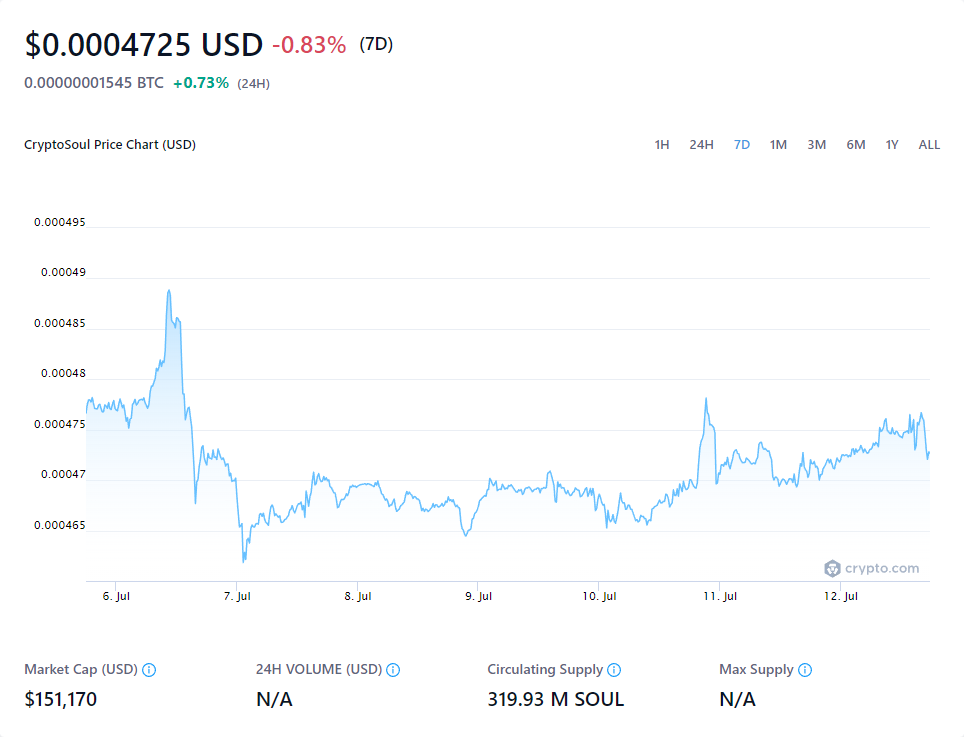 $0.0004725 USD -0.83% (7D)
0.00000001545 BTC +0.73% (24H)
CryptoSoul Price Chart (USD) 1H 24H 7D 1M 3M 6M 1Y ALL
0.000495
0.00049
0.000485
0.00048
0.000475
0.00047
0.000465
crypto.com
6. Jul 7. Jul 8. Jul 9. Jul 10. Jul 11. Jul 12. Jul
Market Cap (USD) 24H VOLUME (USD) Circulating Supply Max Supply
$151,170 N/A 319.93 M SOUL N/A